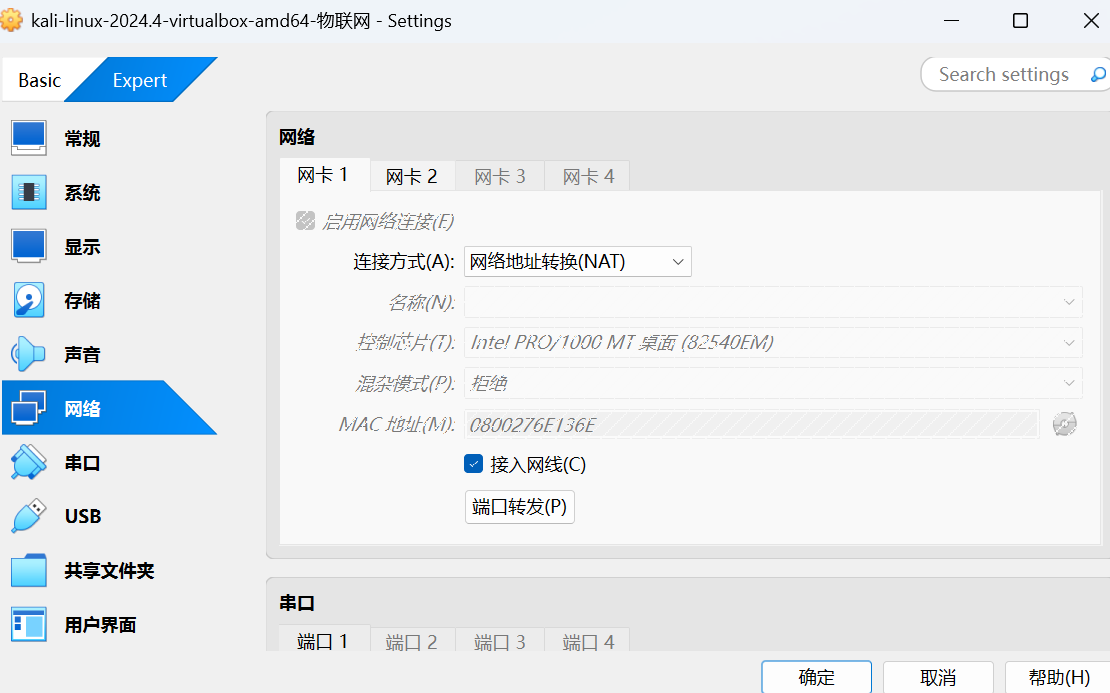 kali-linux-2024.4-virtualbox-amd64-物联网 - Settings
Basic Expert
Search settings
常规
系统
显示
存储
声音
网络
串口
USB
共享文件夹
用户界面
网络
网卡 1 网卡 2 网卡 3 网卡 4
启用网络连接(E)
连接方式(A): 网络地址转换(NAT)
名称(N):
控制芯片(T): Intel PRO/1000 MT 桌面 (82540EM)
混杂模式(P): 拒绝
MAC 地址(M): 0800276E136E
接入网线(C)
端口转发(P)
串口
端口 1 端口 2 端口 3 端口 4
确定 取消 帮助(H)